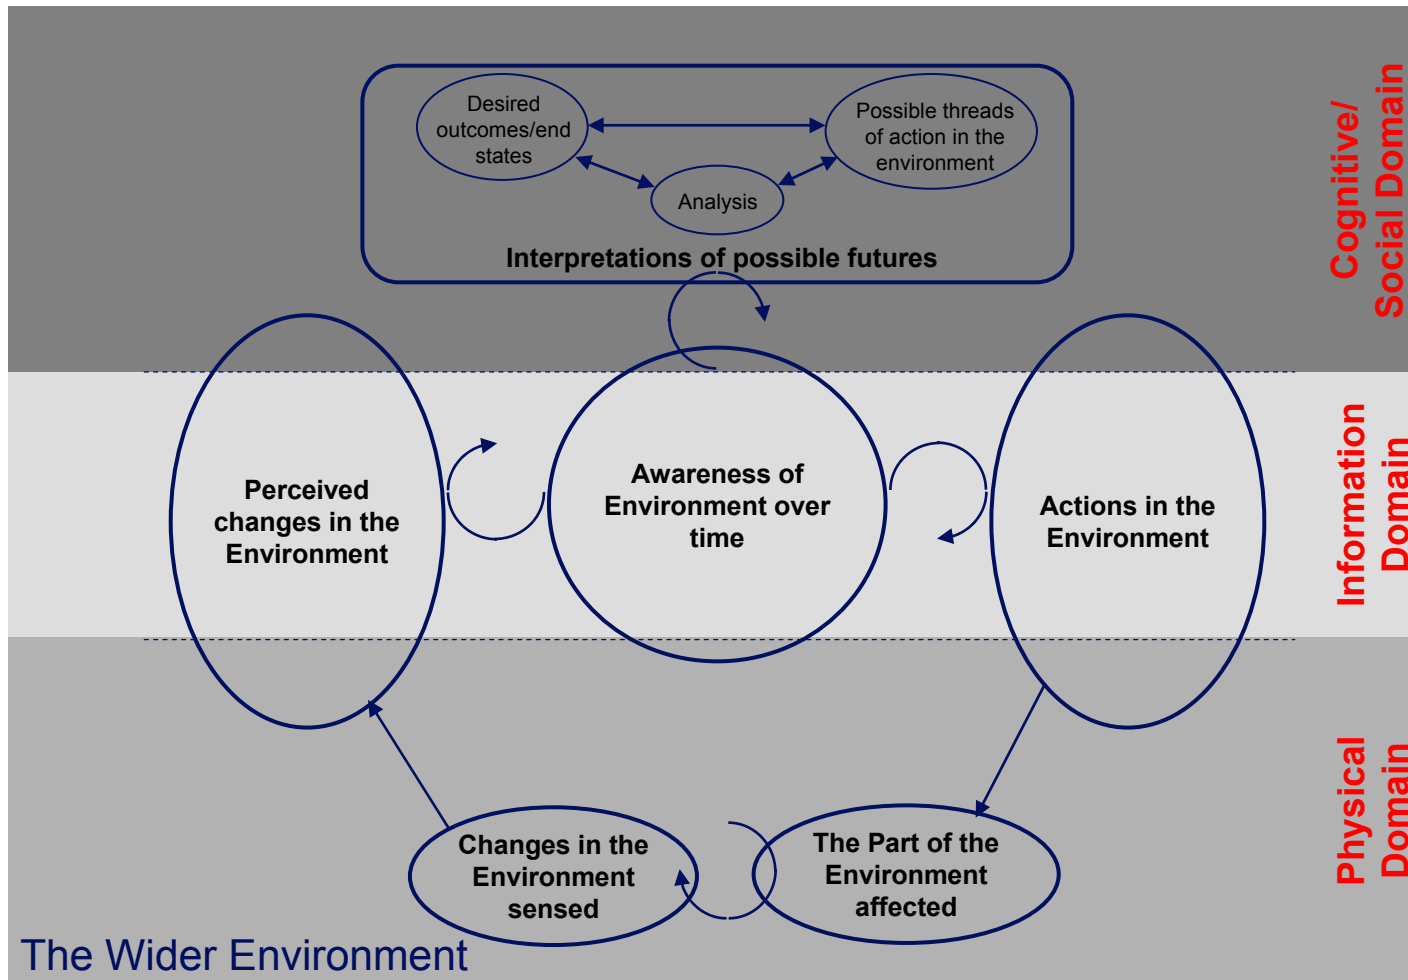 Desired
outcomes/end
states
Possible threads
of action in the
environment
Analysis
Interpretations of possible futures
Cognitive/
Social Domain
Perceived
changes in the
Environment
Awareness of
Environment over
time
Actions in the
Environment
Information
Domain
Changes in the
Environment
sensed
The Part of the
Environment
affected
Physical
Domain
The Wider Environment